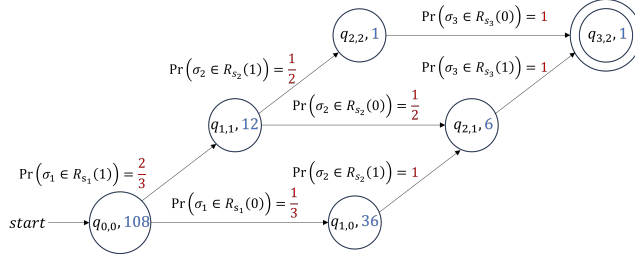 Pr(σ₃ ∈ R_{s₃}(0)) = 1
q_{2,2}, 1
q_{3,2}, 1
Pr(σ₂ ∈ R_{s₂}(1)) = 1/2
Pr(σ₃ ∈ R_{s₃}(1)) = 1
Pr(σ₂ ∈ R_{s₂}(0)) = 1/2
q_{1,1}, 12
q_{2,1}, 6
Pr(σ₁ ∈ R_{s₁}(1)) = 2/3
Pr(σ₂ ∈ R_{s₂}(1)) = 1
Pr(σ₁ ∈ R_{s₁}(0)) = 1/3
start
q_{0,0}, 108
q_{1,0}, 36